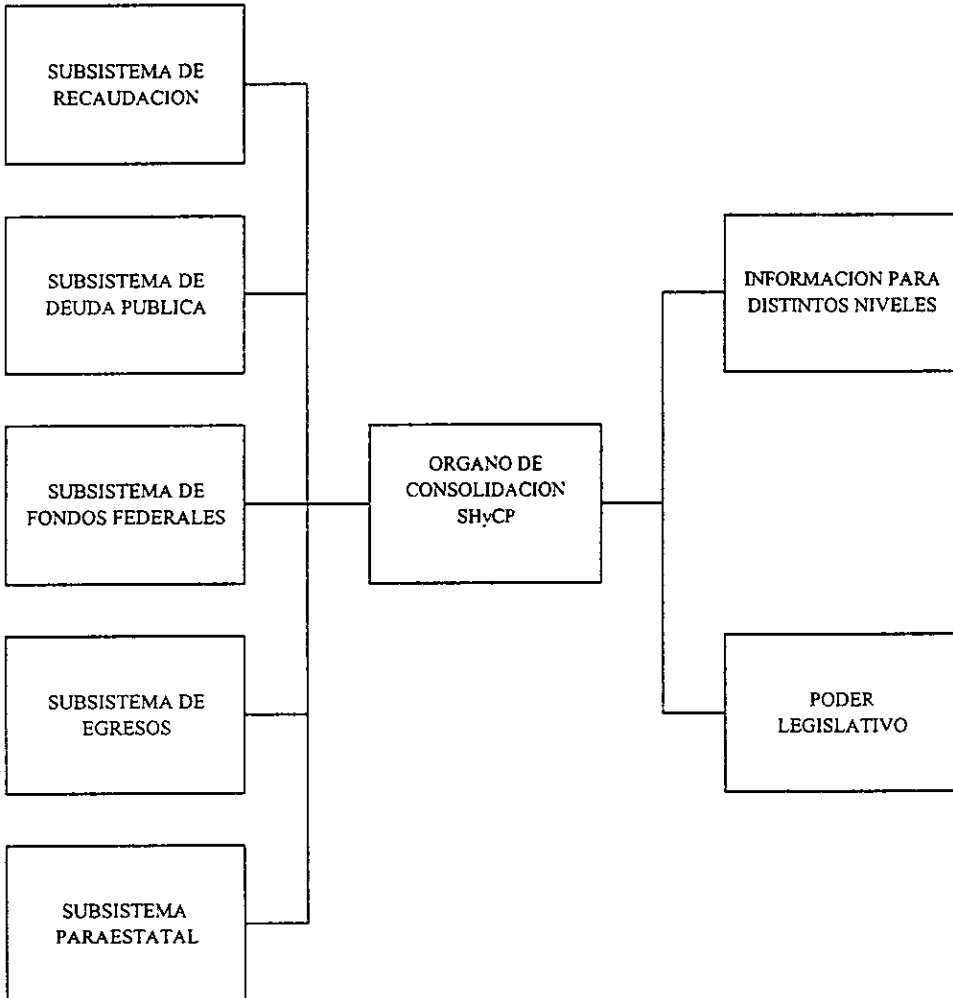 SUBSISTEMA DE
RECAUDACION
SUBSISTEMA DE
DEUDA PUBLICA
SUBSISTEMA DE
FONDOS FEDERALES
SUBSISTEMA DE
EGRESOS
SUBSISTEMA
PARAESTATAL
ORGANO DE
CONSOLIDACION
SHyCP
INFORMACION PARA
DISTINTOS NIVELES
PODER
LEGISLATIVO